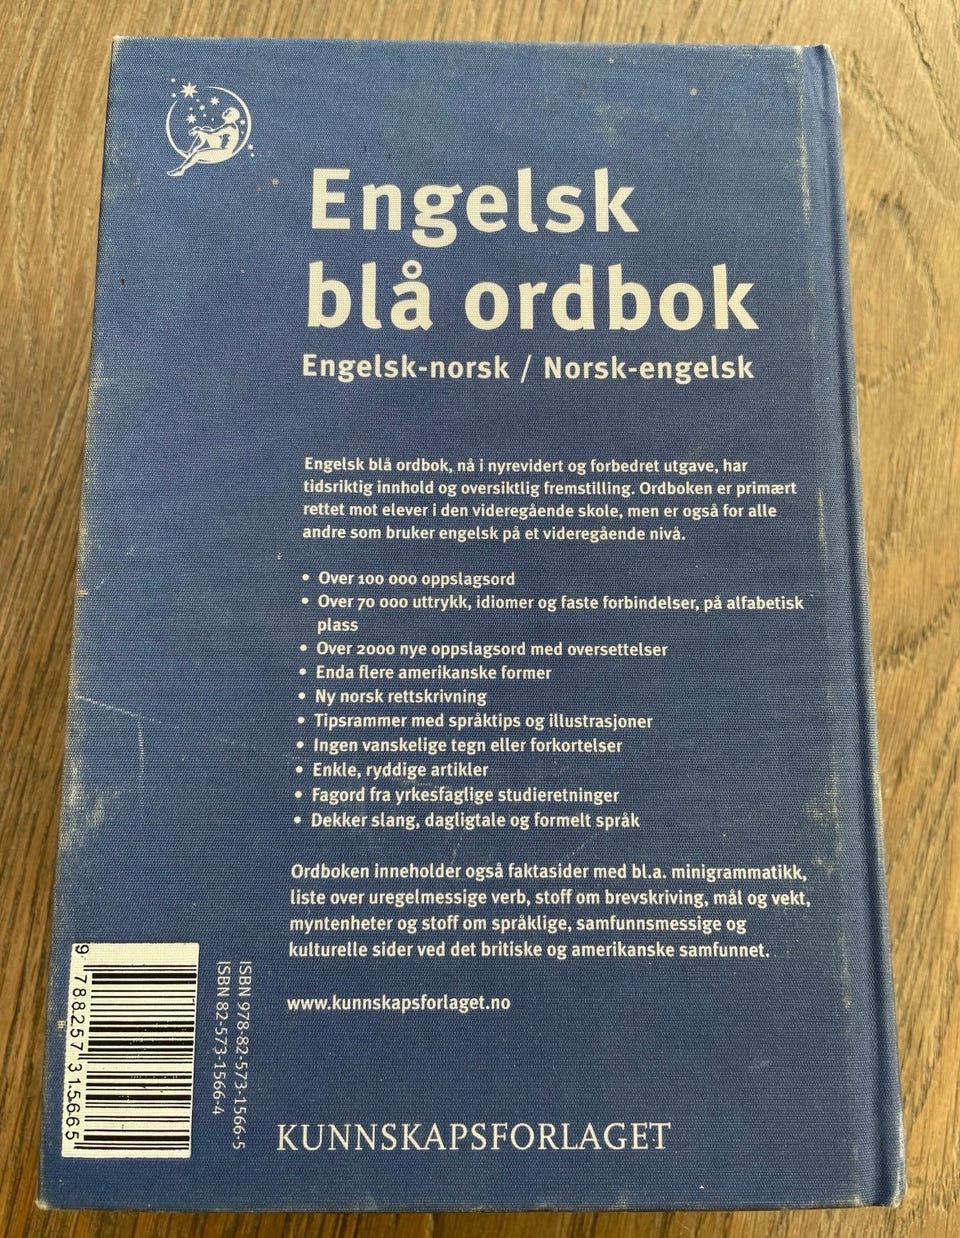 Engelsk
blå ordbok
Engelsk-norsk / Norsk-engelsk
Engelsk blå ordbok, nå i nyrevidert og forbedret utgave, har
tidsriktig innhold og oversiktlig fremstilling. Ordboken er primært
rettet mot elever i den videregående skole, men er også for alle
andre som bruker engelsk på et videregående nivå.
• Over 100 000 oppslagsord
• Over 70 000 uttrykk, idiomer og faste forbindelser, på alfabetisk
plass
• Over 2000 nye oppslagsord med oversettelser
• Enda flere amerikanske former
• Ny norsk rettskrivning
• Tipsrammer med språktips og illustrasjoner
• Ingen vanskelige tegn eller forkortelser
• Enkle, ryddige artikler
• Fagord fra yrkesfaglige studieretninger
• Dekker slang, dagligtale og formelt språk
Ordboken inneholder også faktasider med bl.a. minigrammatikk,
liste over uregelmessige verb, stoff om brevskriving, mål og vekt,
myntenheter og stoff om språklige, samfunnsmessige og
kulturelle sider ved det britiske og amerikanske samfunnet.
www.kunnskapsforlaget.no
ISBN 978-82-573-1566-5
ISBN 82-573-1566-4
9 788257 315665
KUNNSKAPSFORLAGET